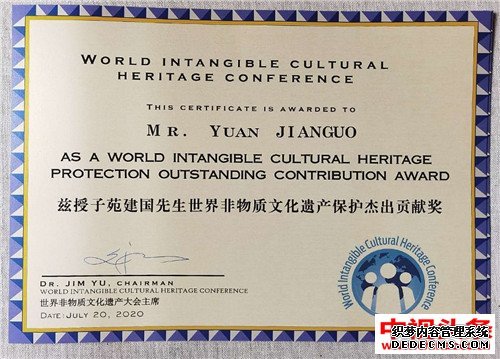 WORLD INTANGIBLE CULTURAL
HERITAGE CONFERENCE
THIS CERTIFICATE IS AWARDED TO
MR. YUAN JIANGUO
AS A WORLD INTANGIBLE CULTURAL HERITAGE
PROTECTION OUTSTANDING CONTRIBUTION AWARD
兹授予苑建国先生世界非物质文化遗产保护杰出贡献奖
DR. JIM YU, CHAIRMAN
WORLD INTANGIBLE CULTURAL HERITAGE CONFERENCE
世界非物质文化遗产大会主席
DATE: JULY 20, 2020
World Intangible Cultural Heritage Conference
织梦内容管理系统
DEDECMS.COM